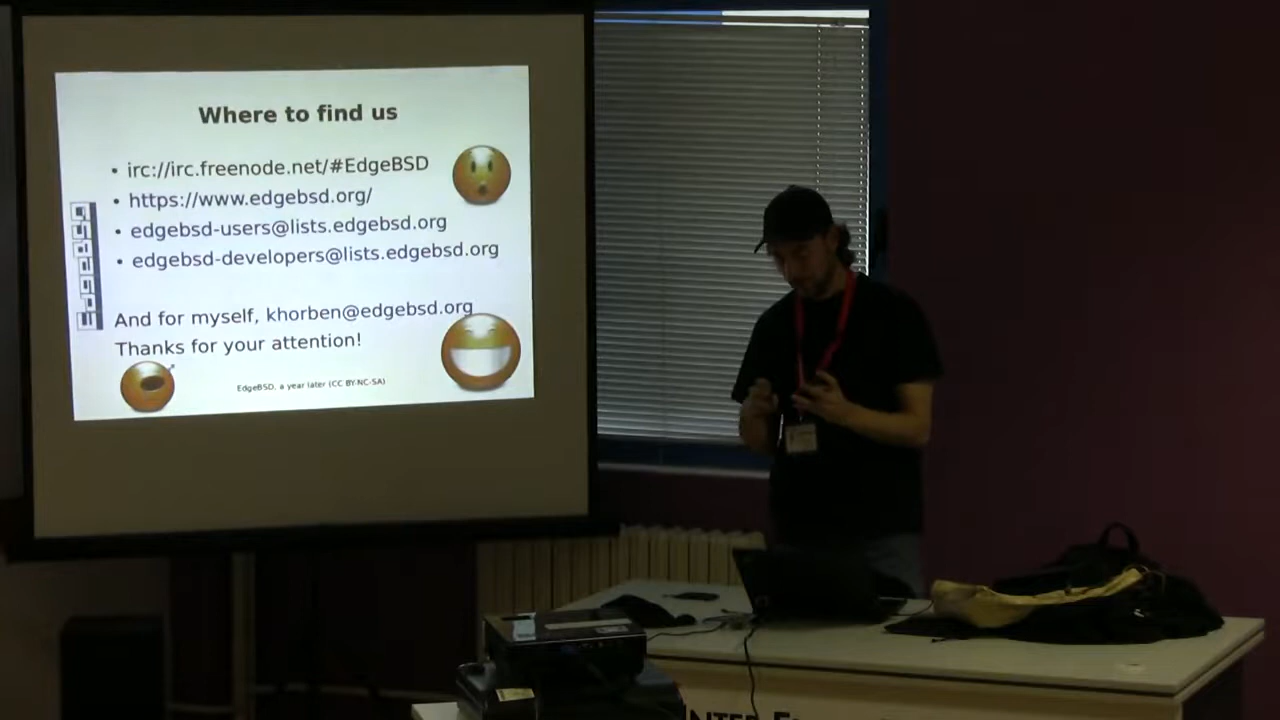 Where to find us
• irc://irc.freenode.net/#EdgeBSD
• https://www.edgebsd.org/
• edgebsd-users@lists.edgebsd.org
• edgebsd-developers@lists.edgebsd.org
And for myself, khorben@edgebsd.org
Thanks for your attention!
EdgeBSD, a year later (CC BY-NC-SA)